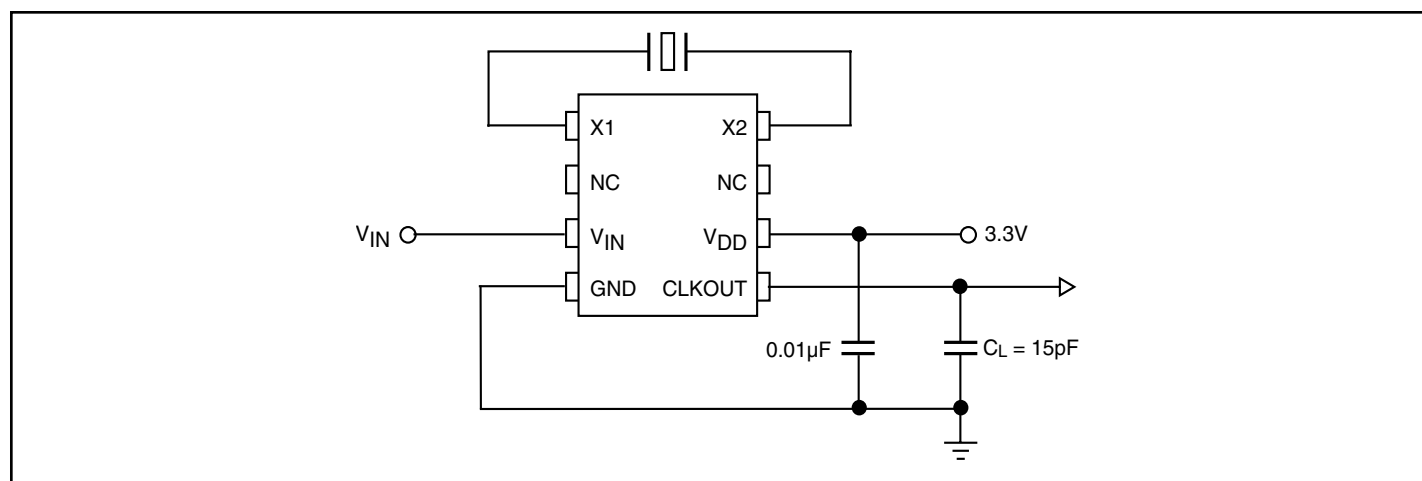 X1 X2
NC NC
VIN VIN VDD 3.3V
GND CLKOUT
0.01µF CL = 15pF